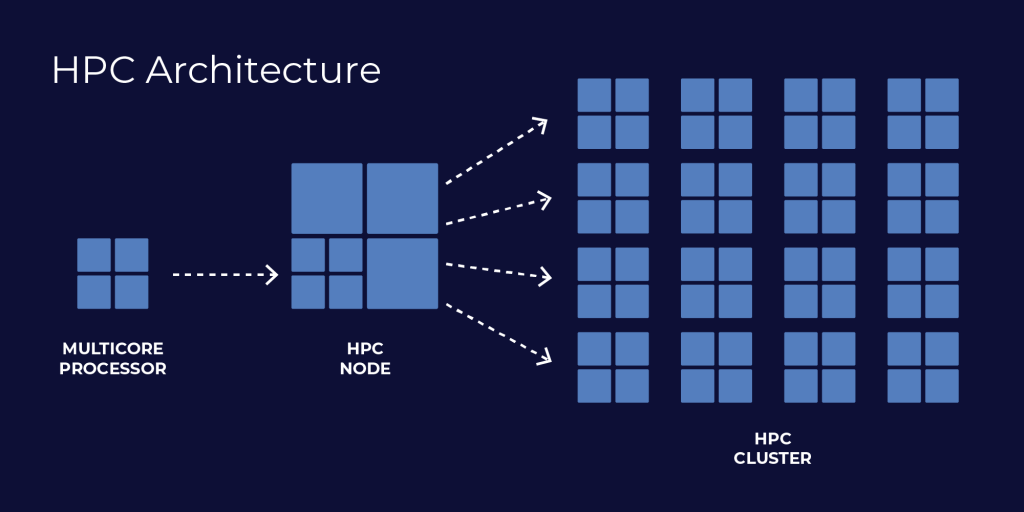 HPC Architecture
MULTICORE
PROCESSOR
HPC
NODE
HPC
CLUSTER